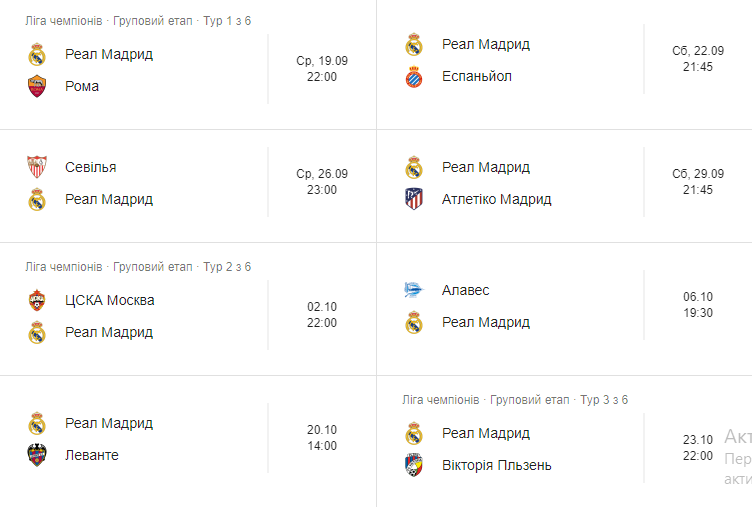 Ліга чемпіонів · Груповий етап · Тур 1 з 6
Реал Мадрид
Рома
Ср, 19.09
22:00
Реал Мадрид
Еспаньйол
Сб, 22.09
21:45
Севілья
Реал Мадрид
Ср, 26.09
23:00
Реал Мадрид
Атлетіко Мадрид
Сб, 29.09
21:45
Ліга чемпіонів · Груповий етап · Тур 2 з 6
ЦСКА Москва
Реал Мадрид
02.10
22:00
Алавес
Реал Мадрид
06.10
19:30
Реал Мадрид
Леванте
20.10
14:00
Ліга чемпіонів · Груповий етап · Тур 3 з 6
Реал Мадрид
Вікторія Пльзень
23.10
22:00
Акт
Пер
акти